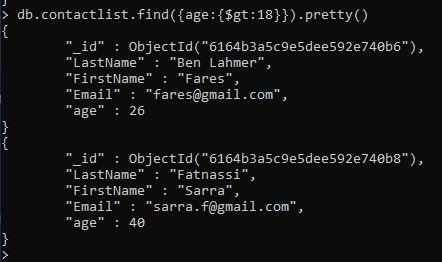 }
> db.contactlist.find({age:{$gt:18}}).pretty()
{
"_id" : ObjectId("6164b3a5c9e5dee592e740b6"),
"LastName" : "Ben Lahmer",
"FirstName" : "Fares",
"Email" : "fares@gmail.com",
"age" : 26
}
{
"_id" : ObjectId("6164b3a5c9e5dee592e740b8"),
"LastName" : "Fatnassi",
"FirstName" : "Sarra",
"Email" : "sarra.f@gmail.com",
"age" : 40
}
>